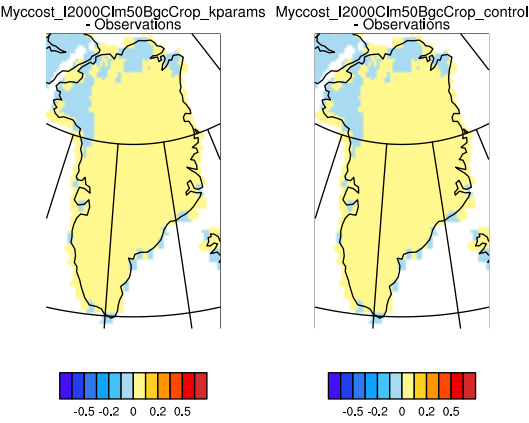 Myccost_I2000Clm50BgcCrop_kparams
- Observations
Myccost_I2000Clm50BgcCrop_control
- Observations
-0.5 -0.2 0 0.2 0.5
-0.5 -0.2 0 0.2 0.5